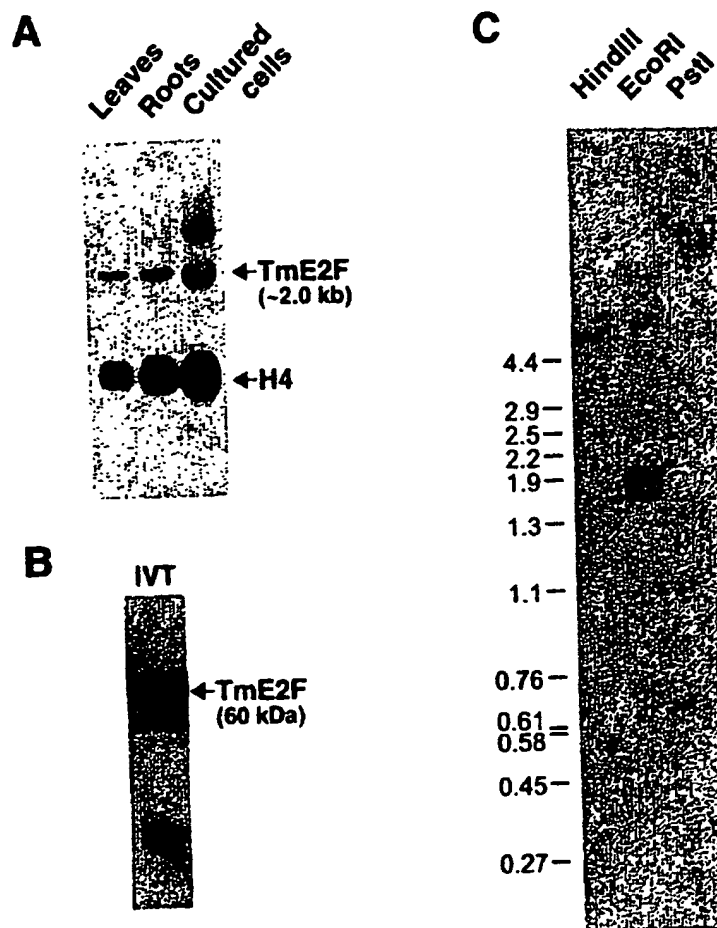 A
Leaves
Roots
Cultured
cells
←TmE2F
(~2.0 kb)
←H4
B
IVT
←TmE2F
(60 kDa)
C
HindIII
EcoRI
PstI
4.4
2.9
2.5
2.2
1.9
1.3
1.1
0.76
0.61
0.58
0.45
0.27